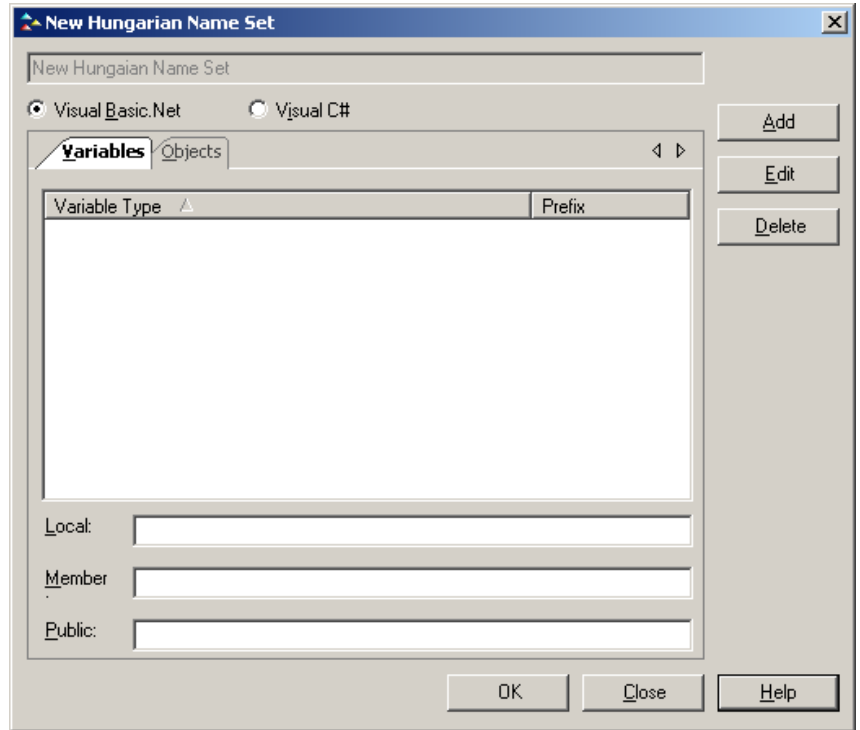 New Hungarian Name Set
New Hungaian Name Set
Visual Basic.Net Visual C#
Add
Variables Objects
Edit
Variable Type Prefix
Delete
Local:
Member
Public:
OK Close Help